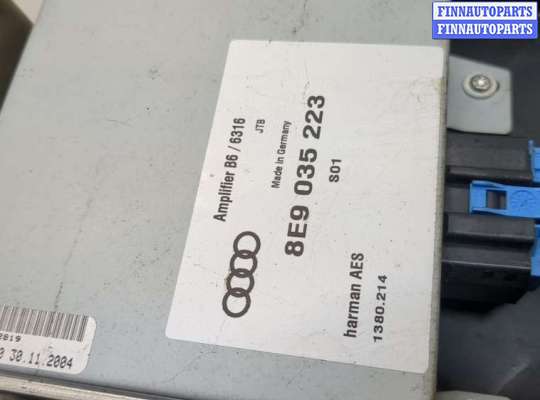 FINNAUTOPARTS
FINNAUTOPARTS
FINNAUTOPARTS
Amplifier B6 / 6316
JTB
Made in Germany
8E9 035 223
S01
harman AES
1380.214
30.11.2004